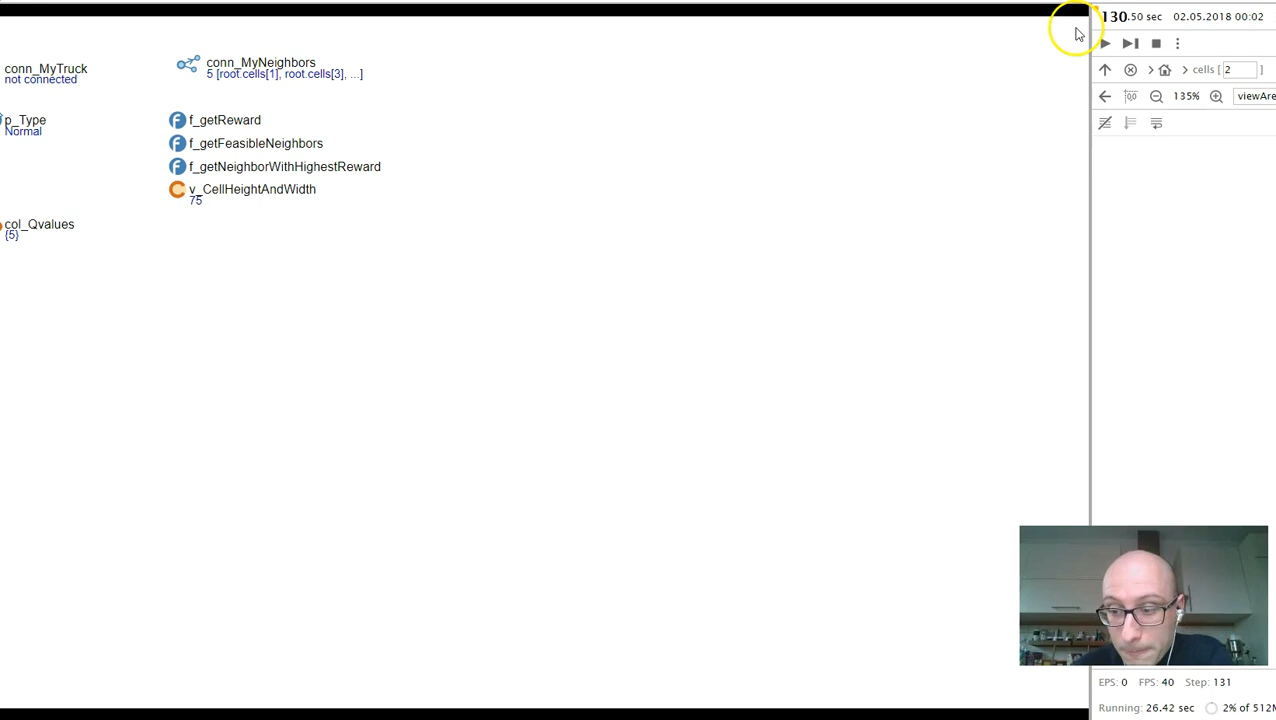 130.50 sec 02.05.2018 00:02
cells [ 2 ]
135% viewAre
conn_MyTruck
not connected
conn_MyNeighbors
5 [root.cells[1], root.cells[3], ...]
p_Type
Normal
f_getReward
f_getFeasibleNeighbors
f_getNeighborWithHighestReward
v_CellHeightAndWidth
75
col_Qvalues
{5}
EPS: 0 FPS: 40 Step: 131
Running: 26.42 sec 2% of 512M